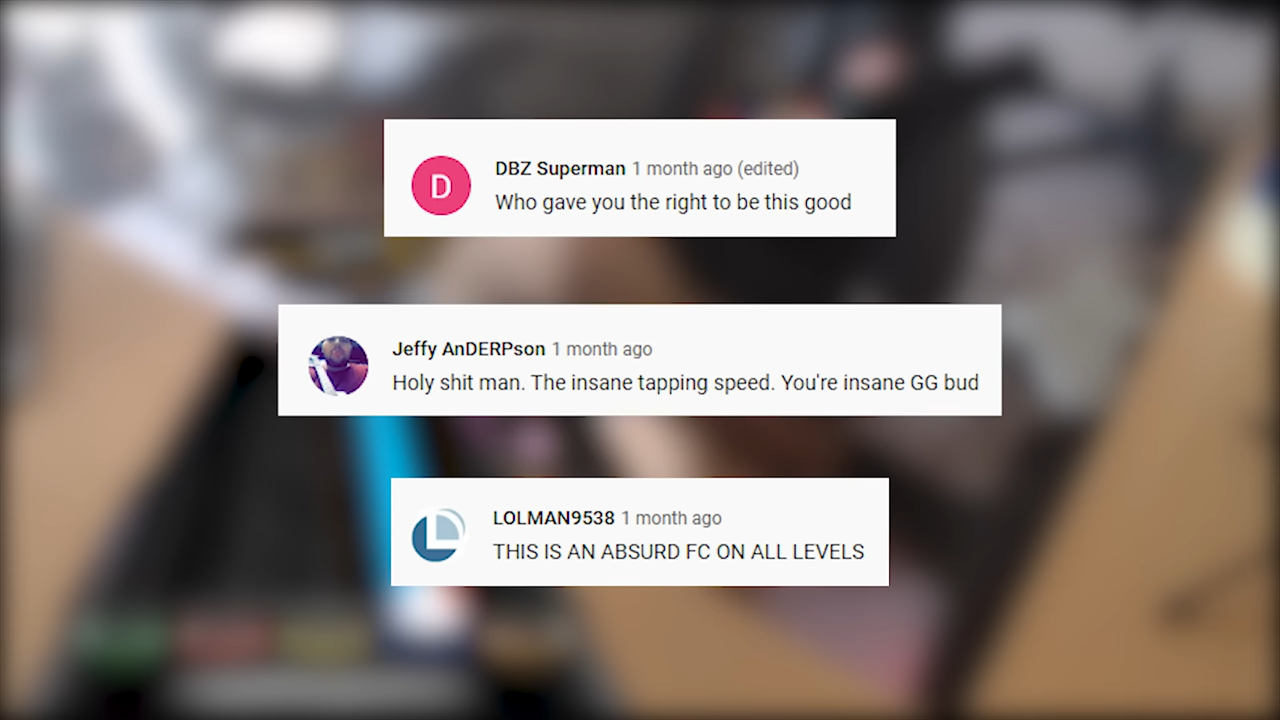 D
DBZ Superman 1 month ago (edited)
Who gave you the right to be this good
Jeffy AnDERPson 1 month ago
Holy shit man. The insane tapping speed. You're insane GG bud
LOLMAN9538 1 month ago
THIS IS AN ABSURD FC ON ALL LEVELS